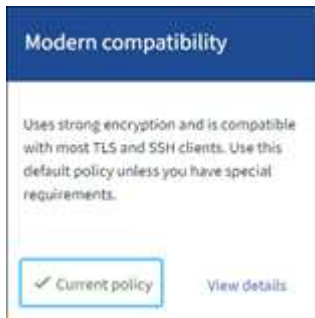 Modern compatibility
Uses strong encryption and is compatible
with most TLS and SSH clients. Use this
default policy unless you have special
requirements.
✓ Current policy
View details